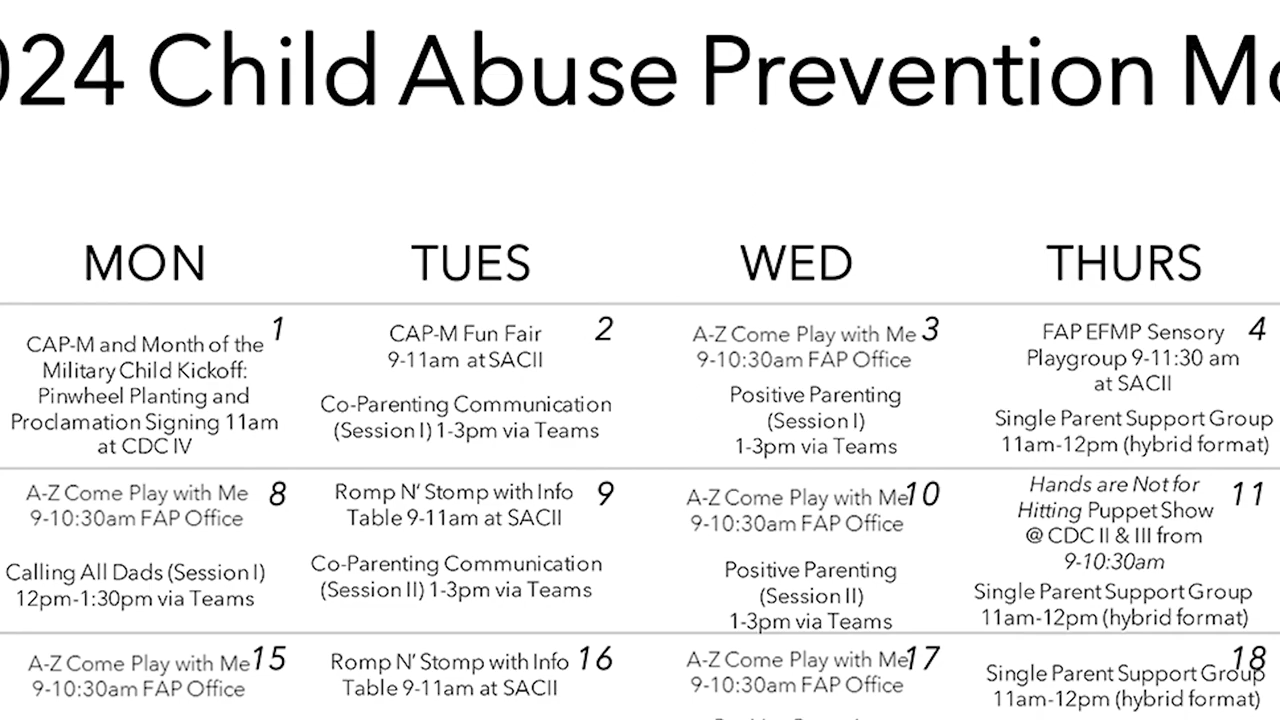 024 Child Abuse Prevention Mo
MON
TUES
WED
THURS
1
CAP-M and Month of the
Military Child Kickoff:
Pinwheel Planting and
Proclamation Signing 11am
at CDC IV
2
CAP-M Fun Fair
9-11am at SACII
Co-Parenting Communication
(Session I) 1-3pm via Teams
3
A-Z Come Play with Me
9-10:30am FAP Office
Positive Parenting
(Session I)
1-3pm via Teams
4
FAP EFMP Sensory
Playgroup 9-11:30 am
at SACII
Single Parent Support Group
11am-12pm (hybrid format)
8
A-Z Come Play with Me
9-10:30am FAP Office
Calling All Dads (Session I)
12pm-1:30pm via Teams
9
Romp N' Stomp with Info
Table 9-11am at SACII
Co-Parenting Communication
(Session II) 1-3pm via Teams
10
A-Z Come Play with Me
9-10:30am FAP Office
Positive Parenting
(Session II)
1-3pm via Teams
11
Hands are Not for
Hitting Puppet Show
@ CDC II & III from
9-10:30am
Single Parent Support Group
11am-12pm (hybrid format)
15
A-Z Come Play with Me
9-10:30am FAP Office
16
Romp N' Stomp with Info
Table 9-11am at SACII
17
A-Z Come Play with Me
9-10:30am FAP Office
18
Single Parent Support Group
11am-12pm (hybrid format)